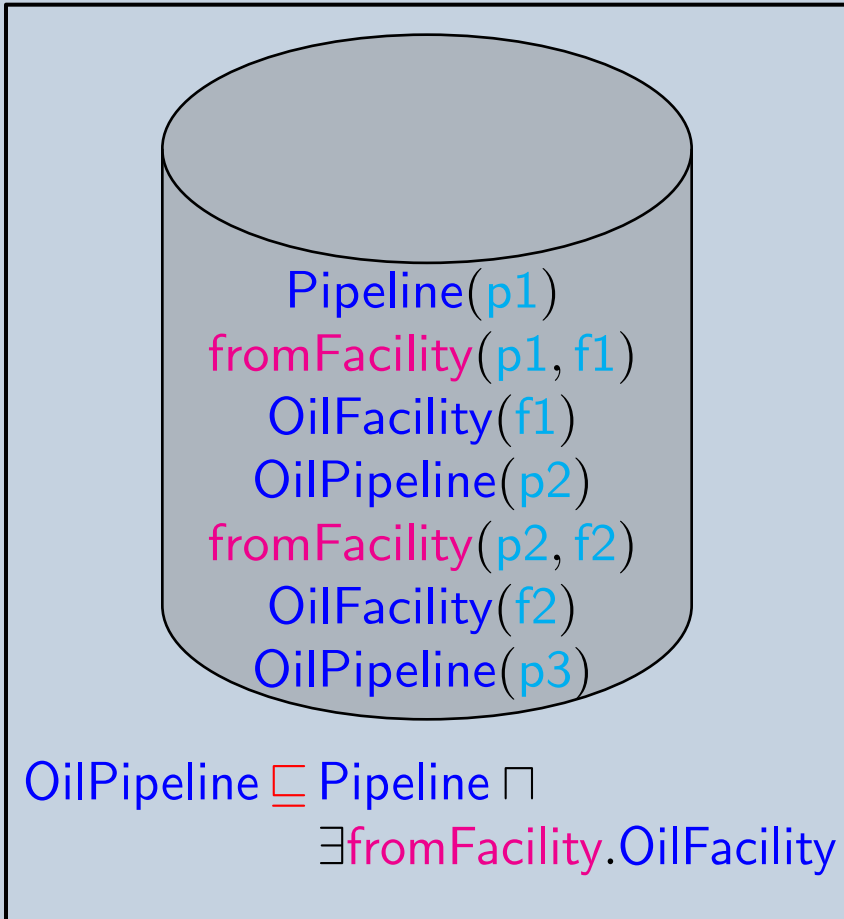 Pipeline(p1)
fromFacility(p1, f1)
OilFacility(f1)
OilPipeline(p2)
fromFacility(p2, f2)
OilFacility(f2)
OilPipeline(p3)
OilPipeline ⊑ Pipeline ⊓
∃fromFacility.OilFacility